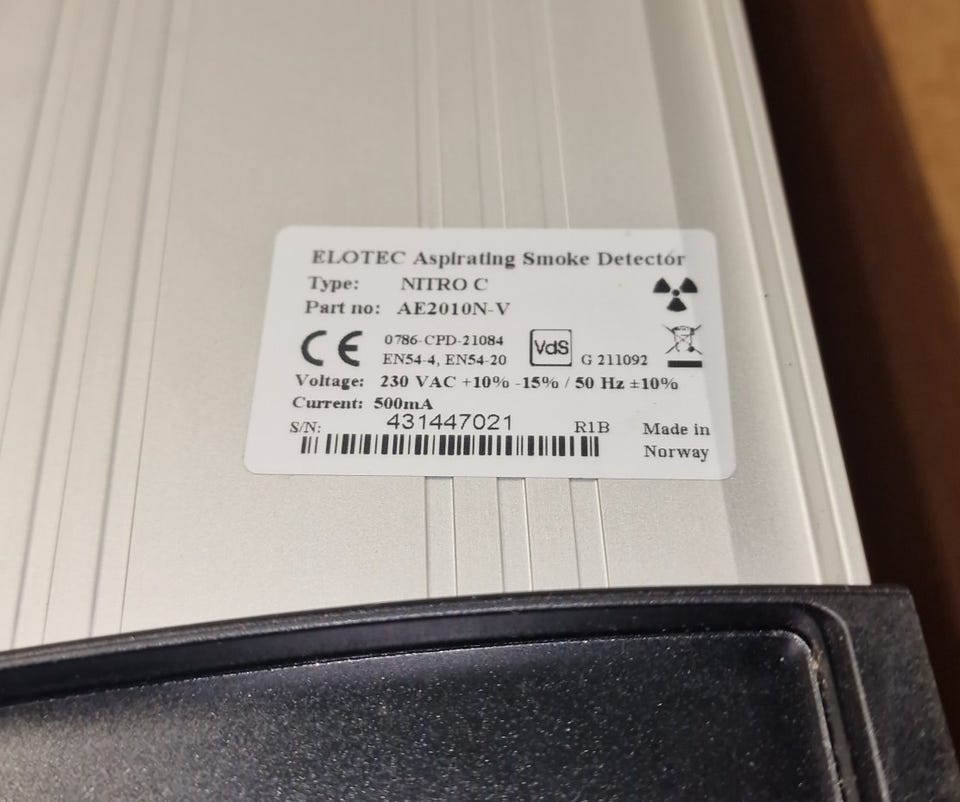 ELOTEC Aspirating Smoke Detector
Type: NITRO C
Part no: AE2010N-V
CE 0786-CPD-21084
EN54-4, EN54-20
VdS G 211092
Voltage: 230 VAC +10% -15% / 50 Hz ±10%
Current: 500mA
S/N: 431447021 R1B
Made in
Norway